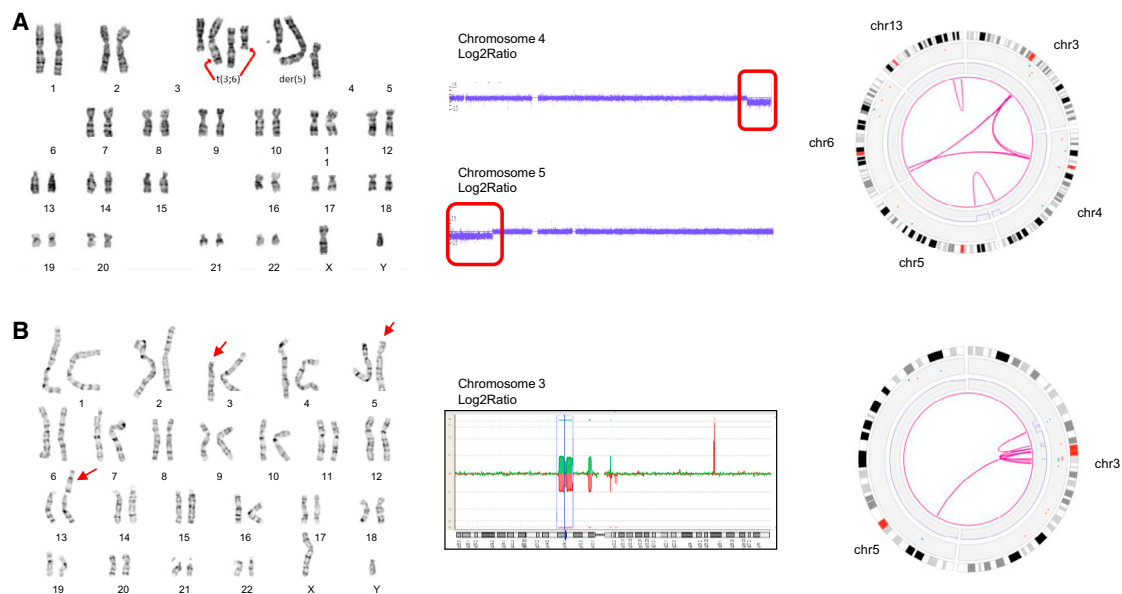 A
t(3;6)
der(5)
1 2 3 4 5
6 7 8 9 10 1 12
1
13 14 15 16 17 18
19 20 21 22 X Y
Chromosome 4
Log2Ratio
Chromosome 5
Log2Ratio
chr13
chr3
chr6
chr4
chr5
B
1 2 3 4 5
6 7 8 9 10 11 12
13 14 15 16 17 18
19 20 21 22 X Y
Chromosome 3
Log2Ratio
chr3
chr5